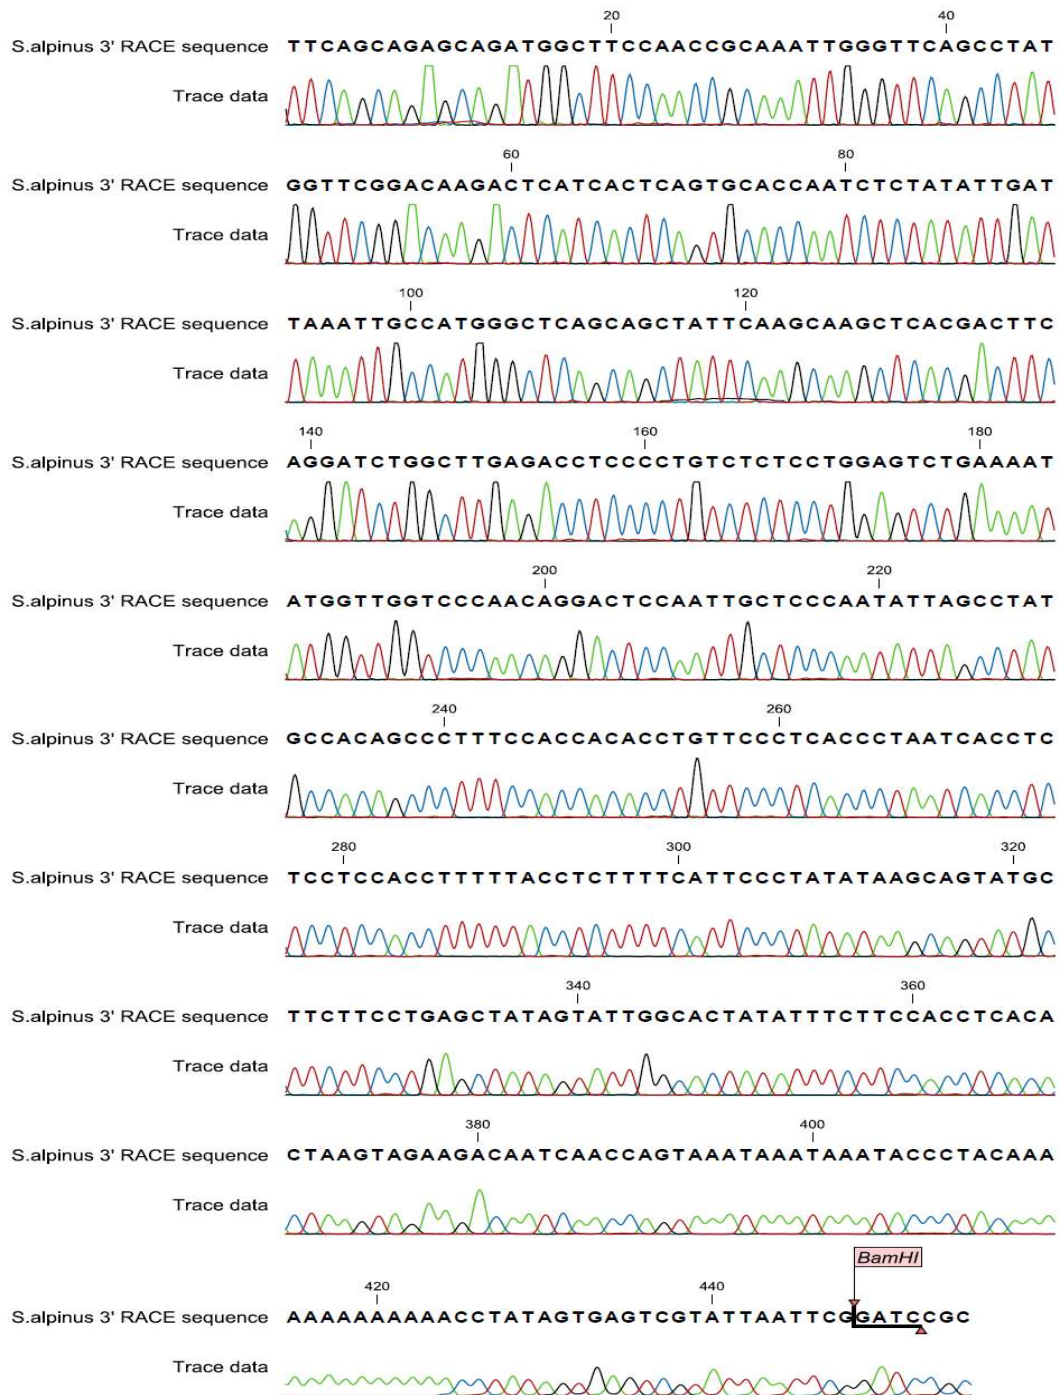 20 40
S.alpinus 3' RACE sequence TTCAGCAGAGCAGATGGCTTCCAACCGCAAATTGGGTTCAGCCTAT
Trace data
60 80
S.alpinus 3' RACE sequence GGTTCGGACAAGACTCATCACTCAGTGCACCAATCTCTATATTGAT
Trace data
100 120
S.alpinus 3' RACE sequence TAAATTGCCATGGGCTCAGCAGCTATTCAAGCAAGCTCACGACTTC
Trace data
140 160 180
S.alpinus 3' RACE sequence AGGATCTGGCTTGAGACCTCCCCTGTCTCTCCTGGAGTCTGAAAAT
Trace data
200 220
S.alpinus 3' RACE sequence ATGGTTGGTCCCAACAGGACTCCAATTGCTCCCAATATTAGCCTAT
Trace data
240 260
S.alpinus 3' RACE sequence GCCACAGCCCTTTCCACCACACCTGTTCCCTCACCCTAATCACCTC
Trace data
280 300 320
S.alpinus 3' RACE sequence TCCTCCACCTTTTTACCTCTTTTCATTCCCTATATAAGCAGTATGC
Trace data
340 360
S.alpinus 3' RACE sequence TTCTTCCTGAGCTATAGTATTGGCACTATATTTCTTCCACCTCACA
Trace data
380 400
S.alpinus 3' RACE sequence CTAAGTAGAAGACAATCAACCAGTAAATAAATAAATACCCTACAAA
Trace data
BamHI
420 440
S.alpinus 3' RACE sequence AAAAAAAAAACCTATAGTGAGTCGTATTAATTCGGATCCGC
Trace data